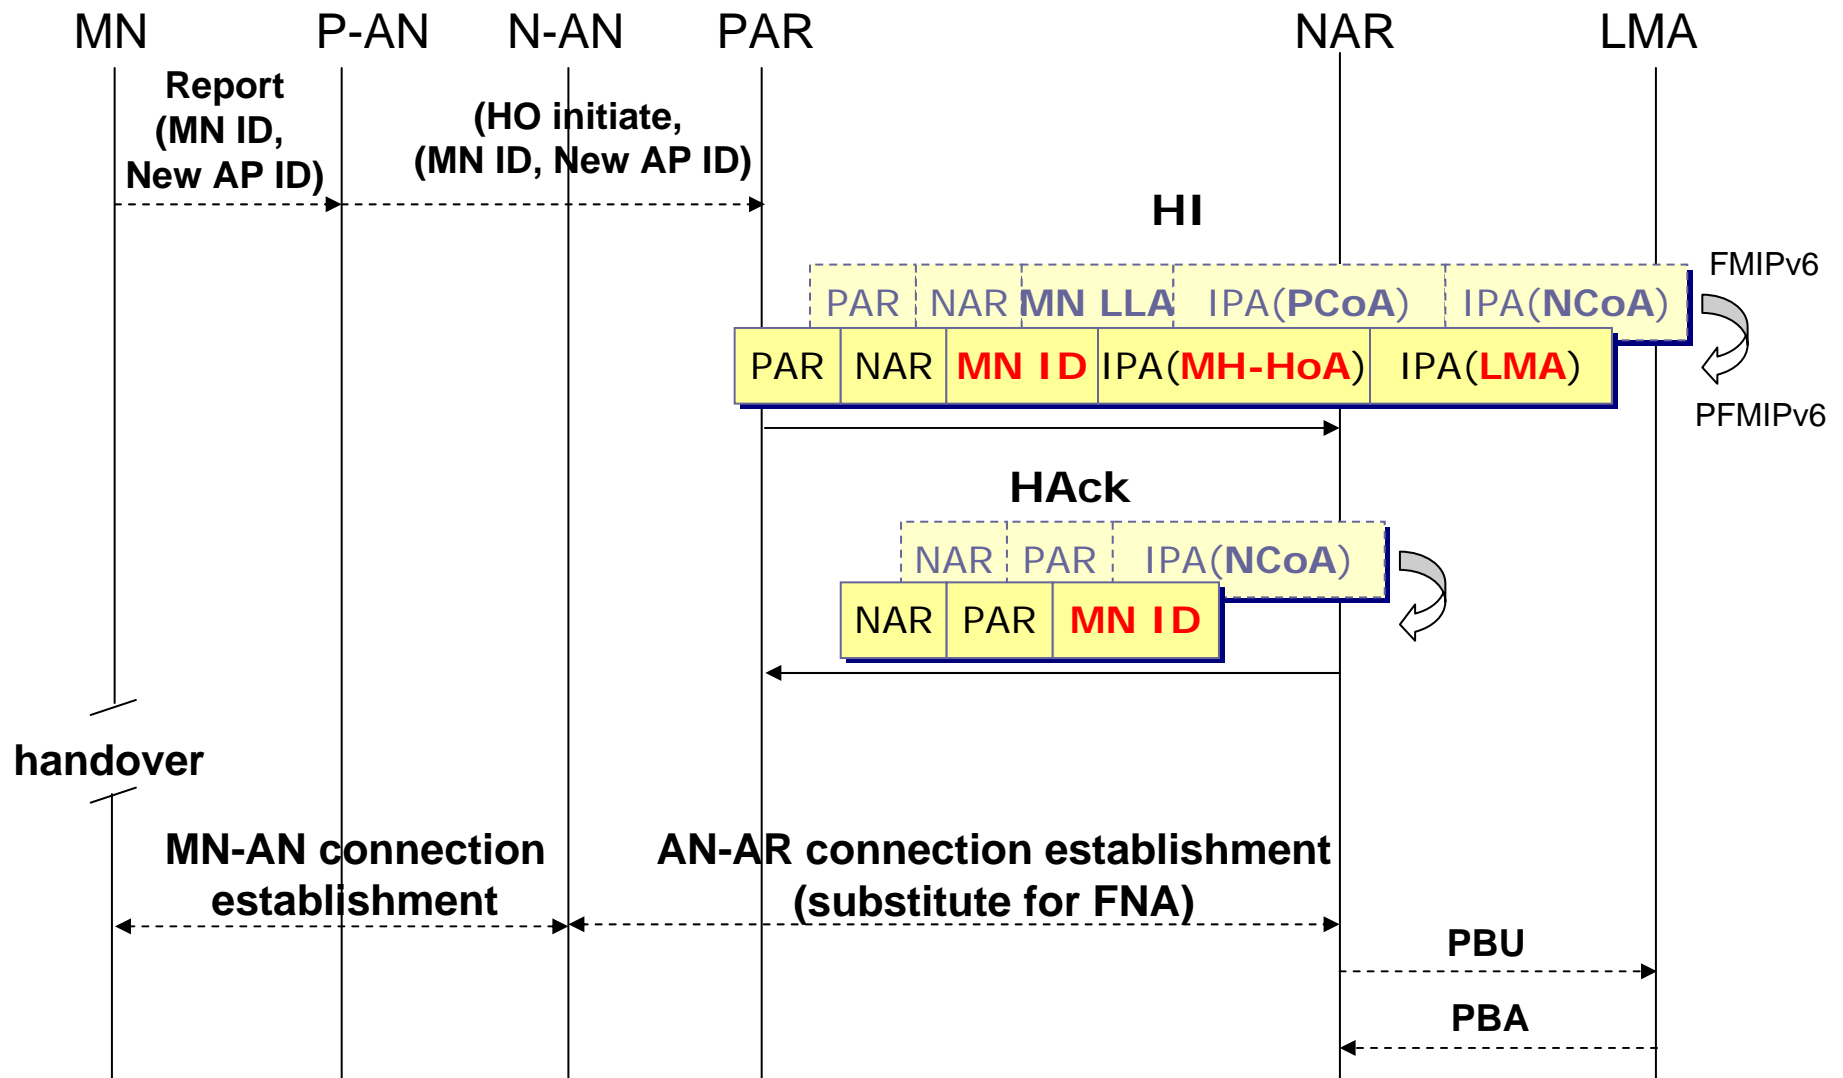 MN P-AN N-AN PAR NAR LMA
Report
(MN ID,
New AP ID)
(HO initiate,
(MN ID, New AP ID)
HI
FMIPv6
PAR NAR MN LLA IPA(PCoA) IPA(NCoA)
PAR NAR MN ID IPA(MH-HoA) IPA(LMA)
PFMIPv6
HAck
NAR PAR IPA(NCoA)
NAR PAR MN ID
handover
MN-AN connection
establishment
AN-AR connection establishment
(substitute for FNA)
PBU
PBA